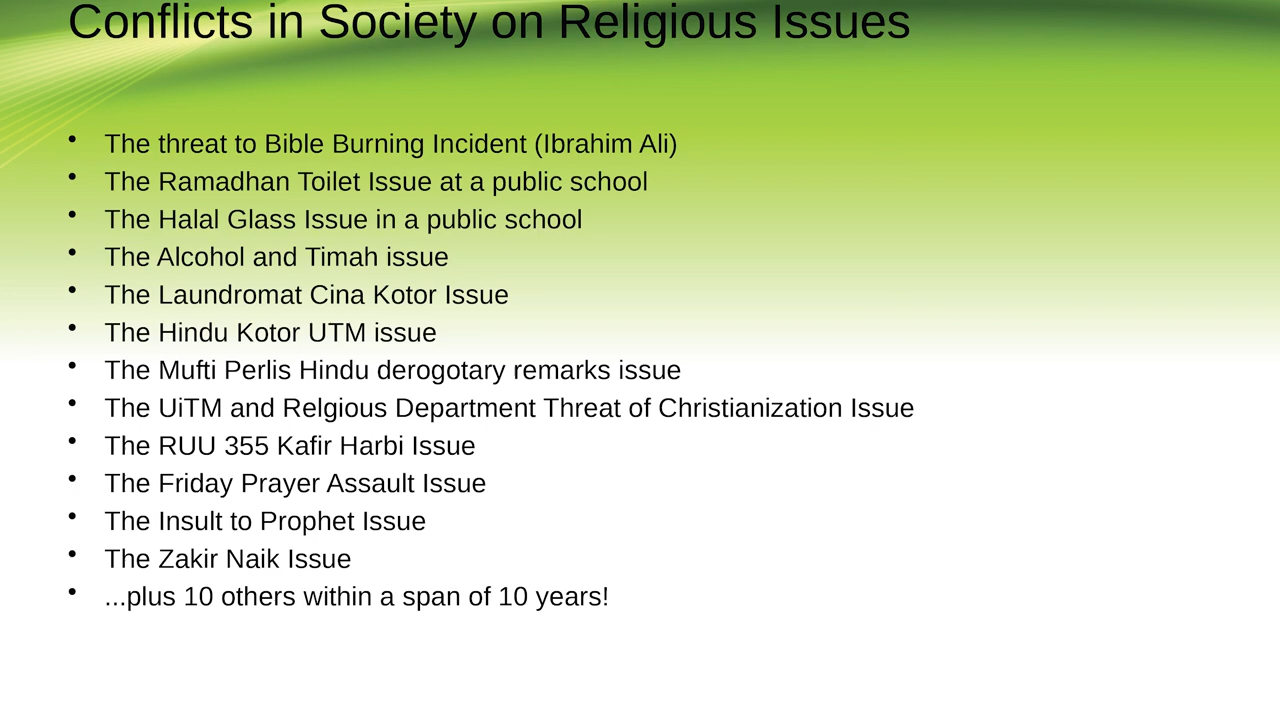 Conflicts in Society on Religious Issues
• The threat to Bible Burning Incident (Ibrahim Ali)
• The Ramadhan Toilet Issue at a public school
• The Halal Glass Issue in a public school
• The Alcohol and Timah issue
• The Laundromat Cina Kotor Issue
• The Hindu Kotor UTM issue
• The Mufti Perlis Hindu derogotary remarks issue
• The UiTM and Relgious Department Threat of Christianization Issue
• The RUU 355 Kafir Harbi Issue
• The Friday Prayer Assault Issue
• The Insult to Prophet Issue
• The Zakir Naik Issue
• ...plus 10 others within a span of 10 years!